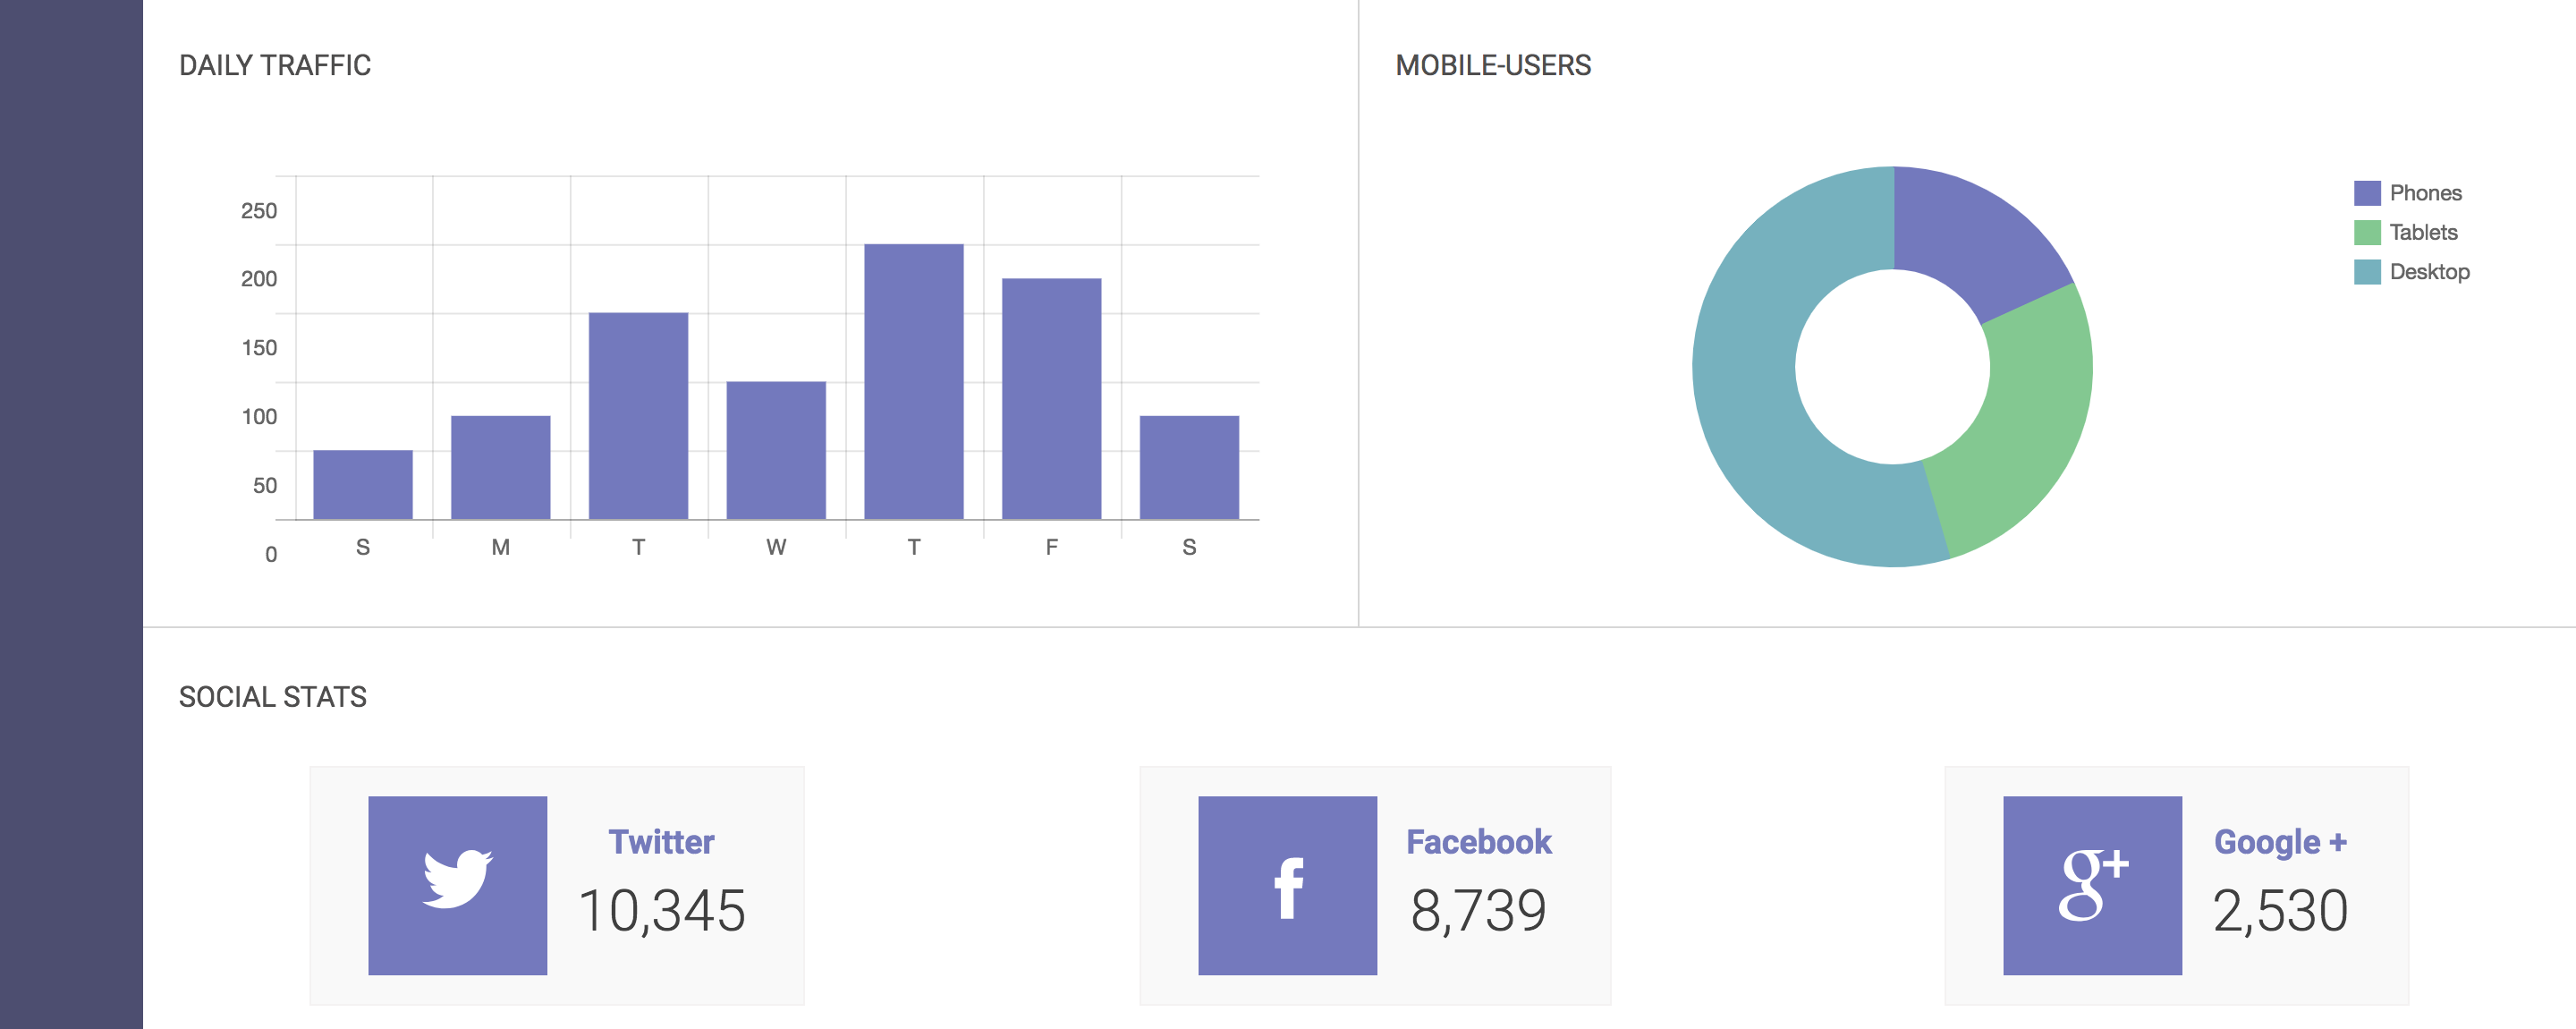 DAILY TRAFFIC
250
200
150
100
50
0
S M T W T F S
MOBILE-USERS
Phones
Tablets
Desktop
SOCIAL STATS
Twitter
10,345
f
Facebook
8,739
g+
Google +
2,530